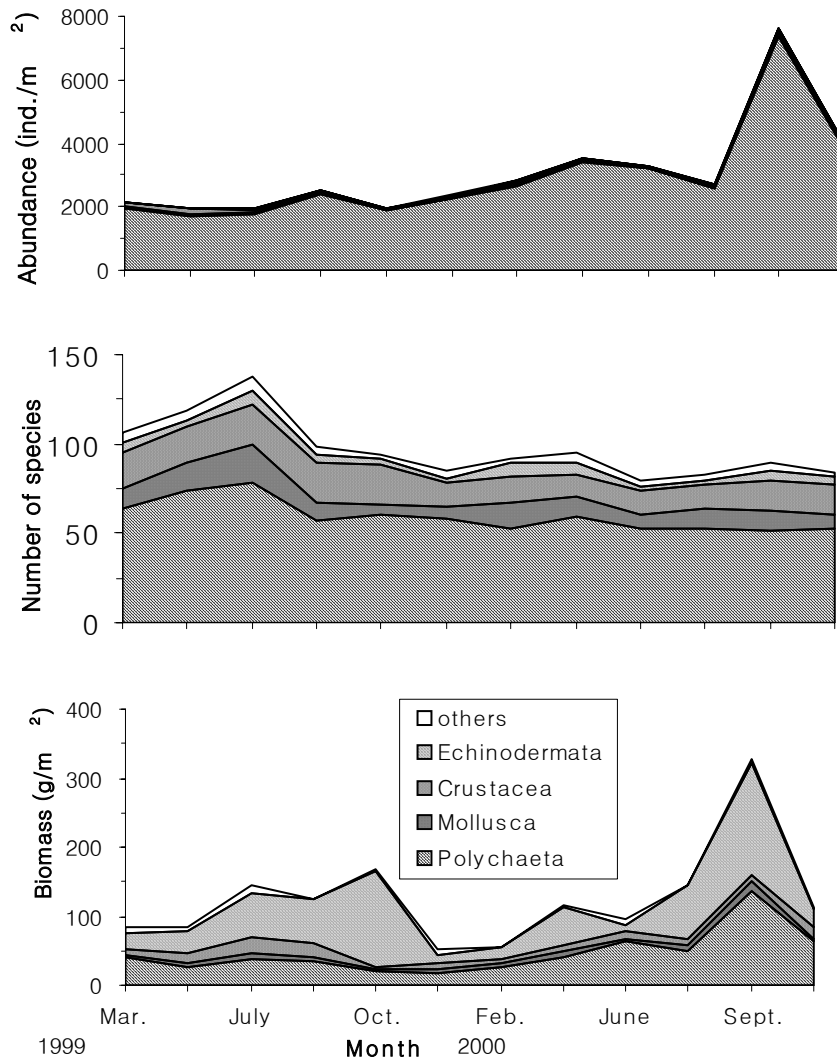 Abundance (ind./m ²)
8000
6000
4000
2000
0
Number of species
150
100
50
0
Biomass (g/m ²)
400
300
200
100
0
others
Echinodermata
Crustacea
Mollusca
Polychaeta
Mar. July Oct. Feb. June Sept.
1999 Month 2000